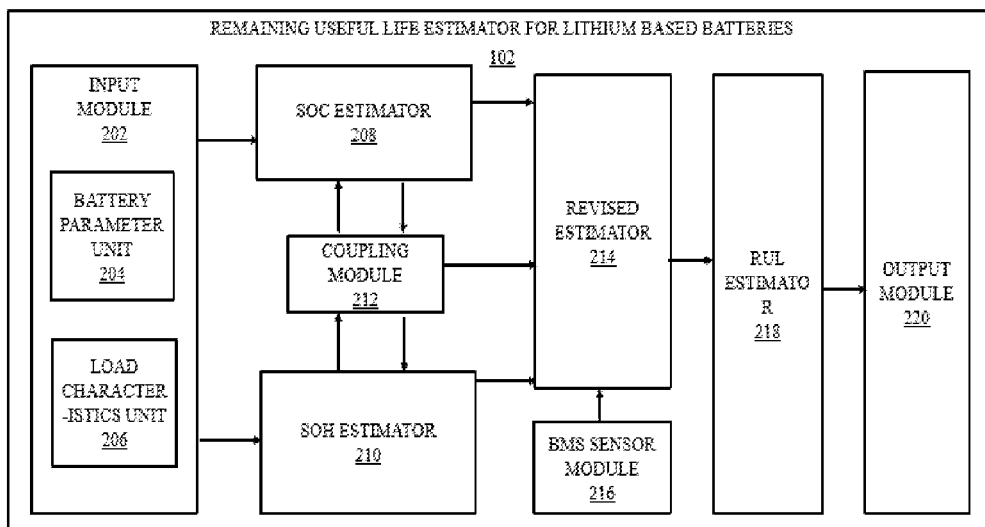 REMAINING USEFUL LIFE ESTIMATOR FOR LITHIUM BASED BATTERIES
102
INPUT
MODULE
202
BATTERY
PARAMETER
UNIT
204
LOAD
CHARACTER
-ISTICS UNIT
206
SOC ESTIMATOR
208
COUPLING
MODULE
212
SOH ESTIMATOR
210
REVISED
ESTIMATOR
214
BMS SENSOR
MODULE
216
RUL
ESTIMATO
R
218
OUTPUT
MODULE
220